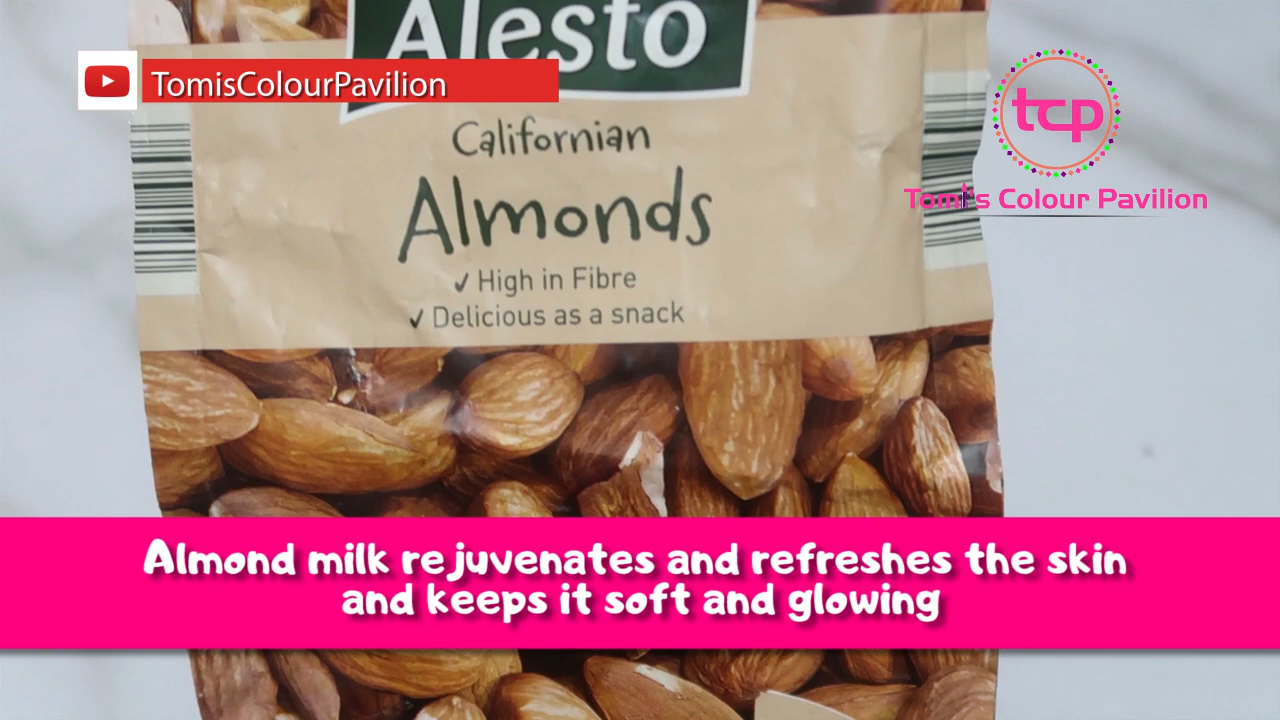 Alesto
TomisColourPavilion
tcp
Tomi's Colour Pavilion
Californian
Almonds
✓ High in Fibre
✓ Delicious as a snack
Almond milk rejuvenates and refreshes the skin
and keeps it soft and glowing